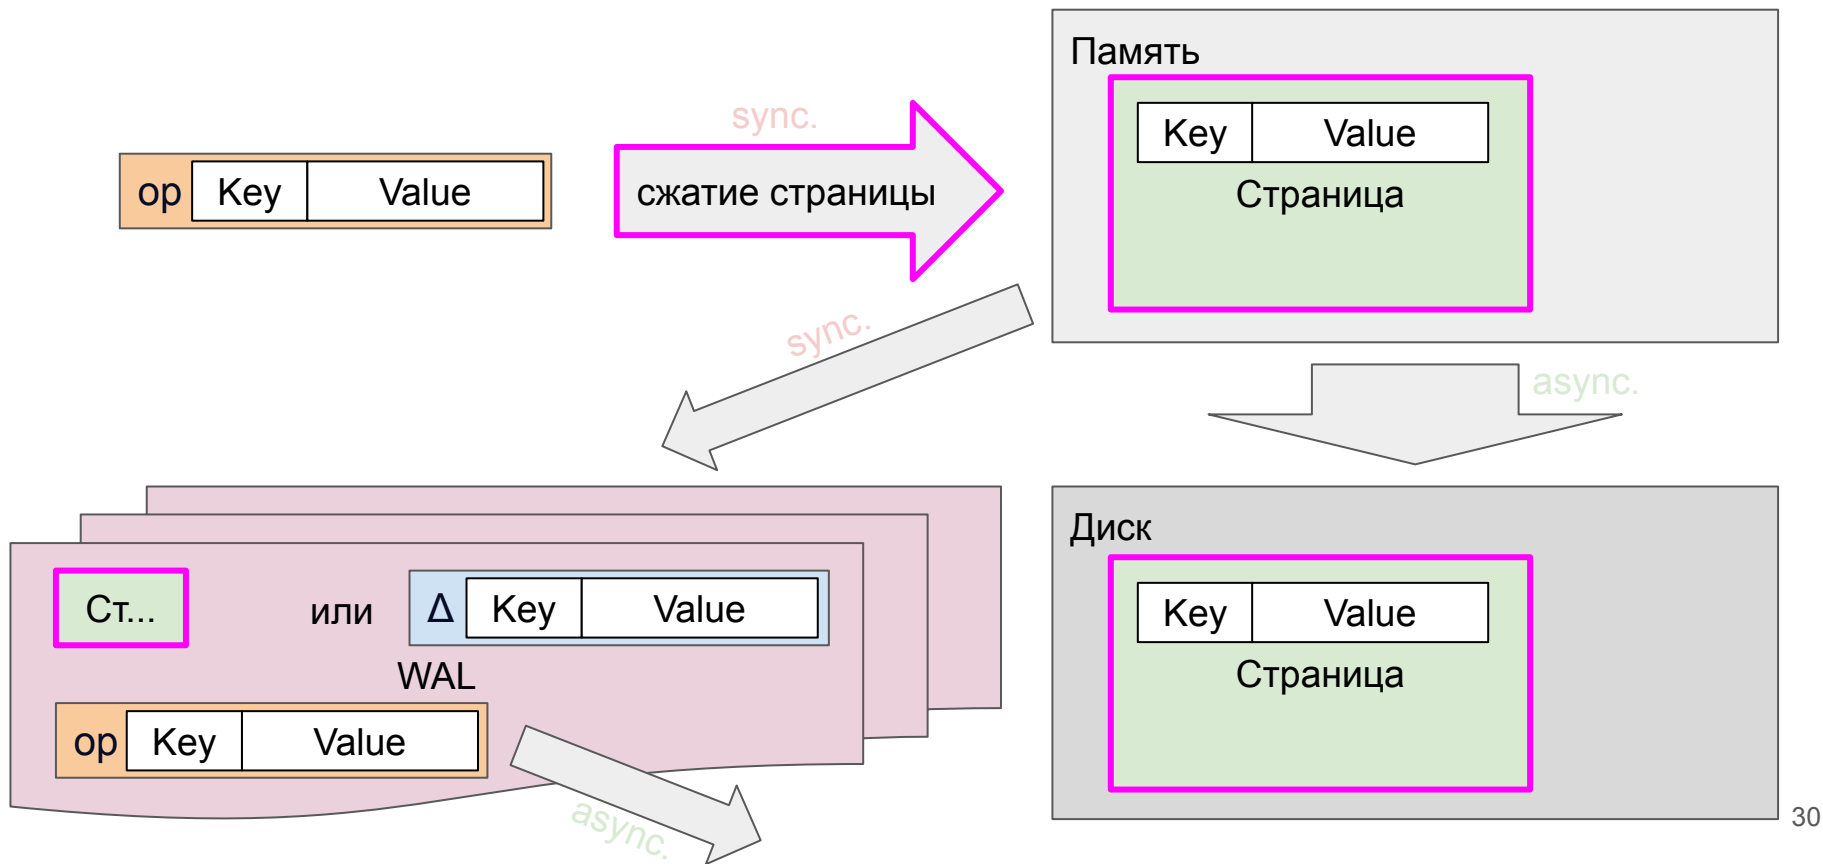 Память
sync.
Key Value
op Key Value
сжатие страницы
Страница
sync.
async.
Диск
Ст... или Δ Key Value
Key Value
WAL
Страница
op Key Value
async.
30